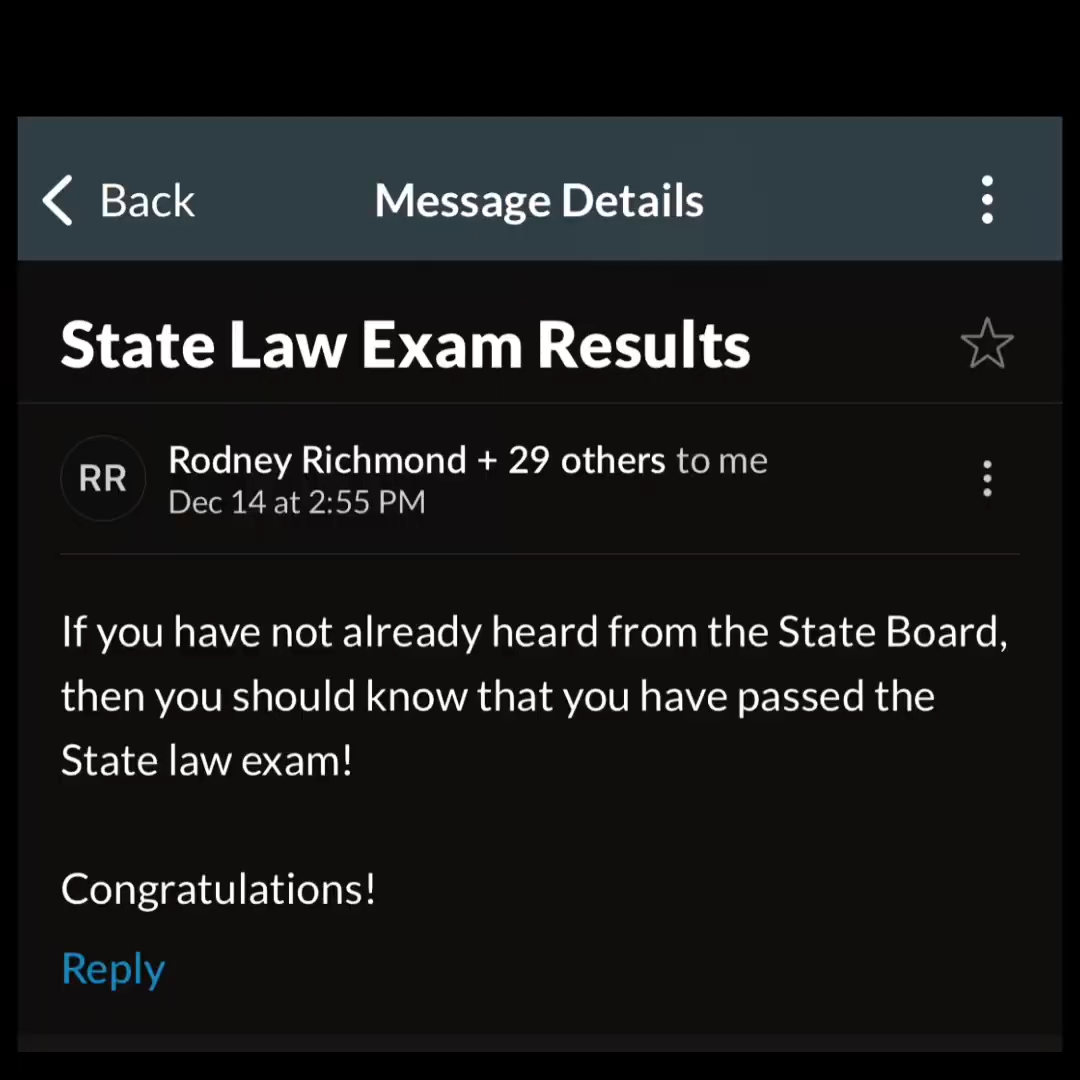 Back
Message Details
State Law Exam Results
RR
Rodney Richmond + 29 others to me
Dec 14 at 2:55 PM
If you have not already heard from the State Board,
then you should know that you have passed the
State law exam!
Congratulations!
Reply